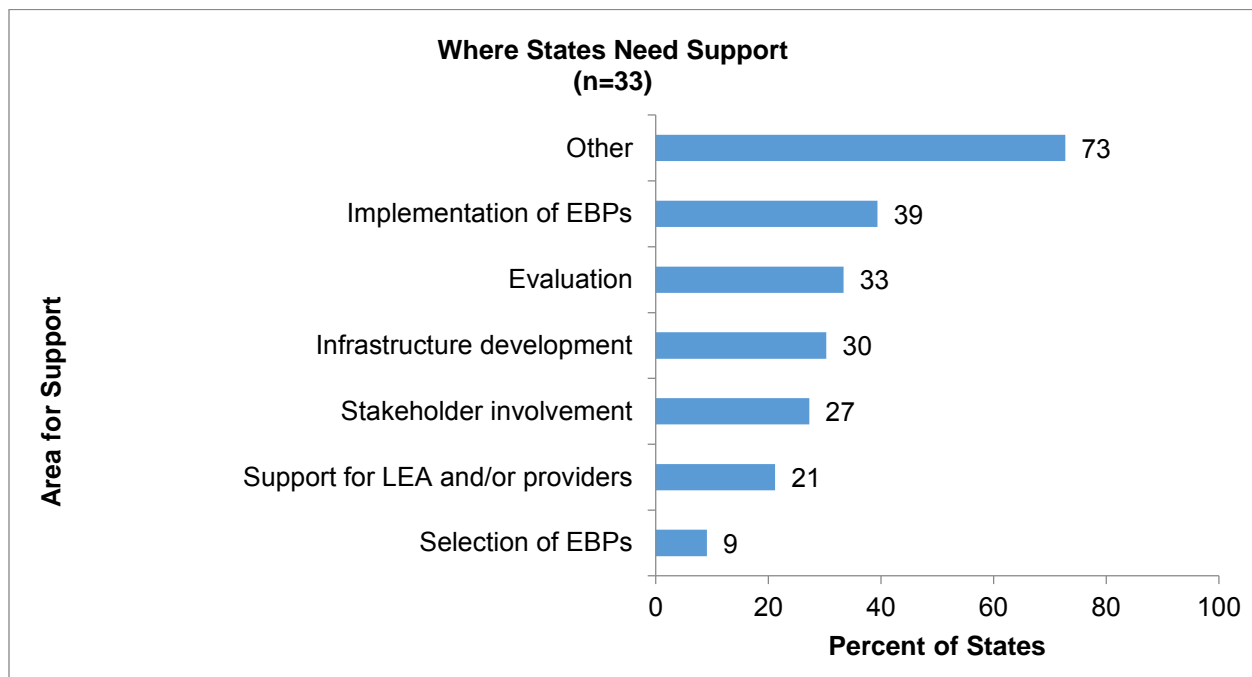 Where States Need Support
(n=33)
Other 73
Implementation of EBPs 39
Evaluation 33
Infrastructure development 30
Stakeholder involvement 27
Support for LEA and/or providers 21
Selection of EBPs 9
0 20 40 60 80 100
Percent of States
Area for Support